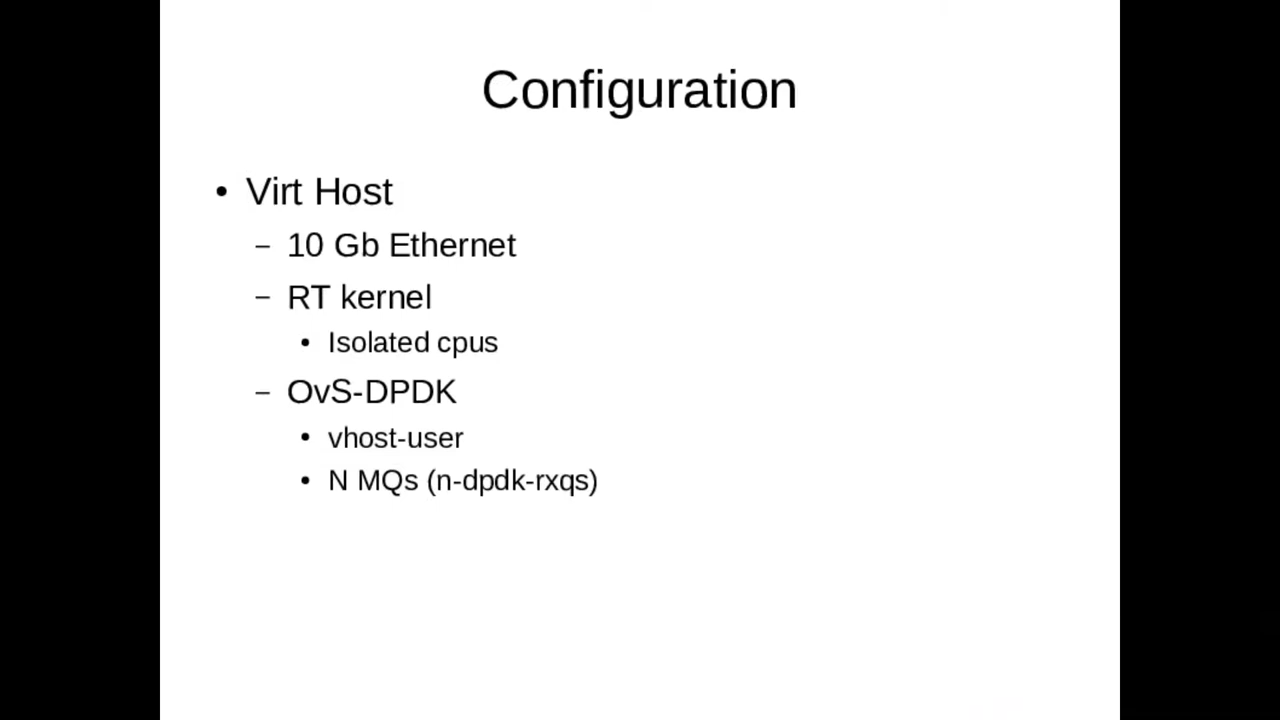 Configuration
• Virt Host
– 10 Gb Ethernet
– RT kernel
• Isolated cpus
– OvS-DPDK
• vhost-user
• N MQs (n-dpdk-rxqs)